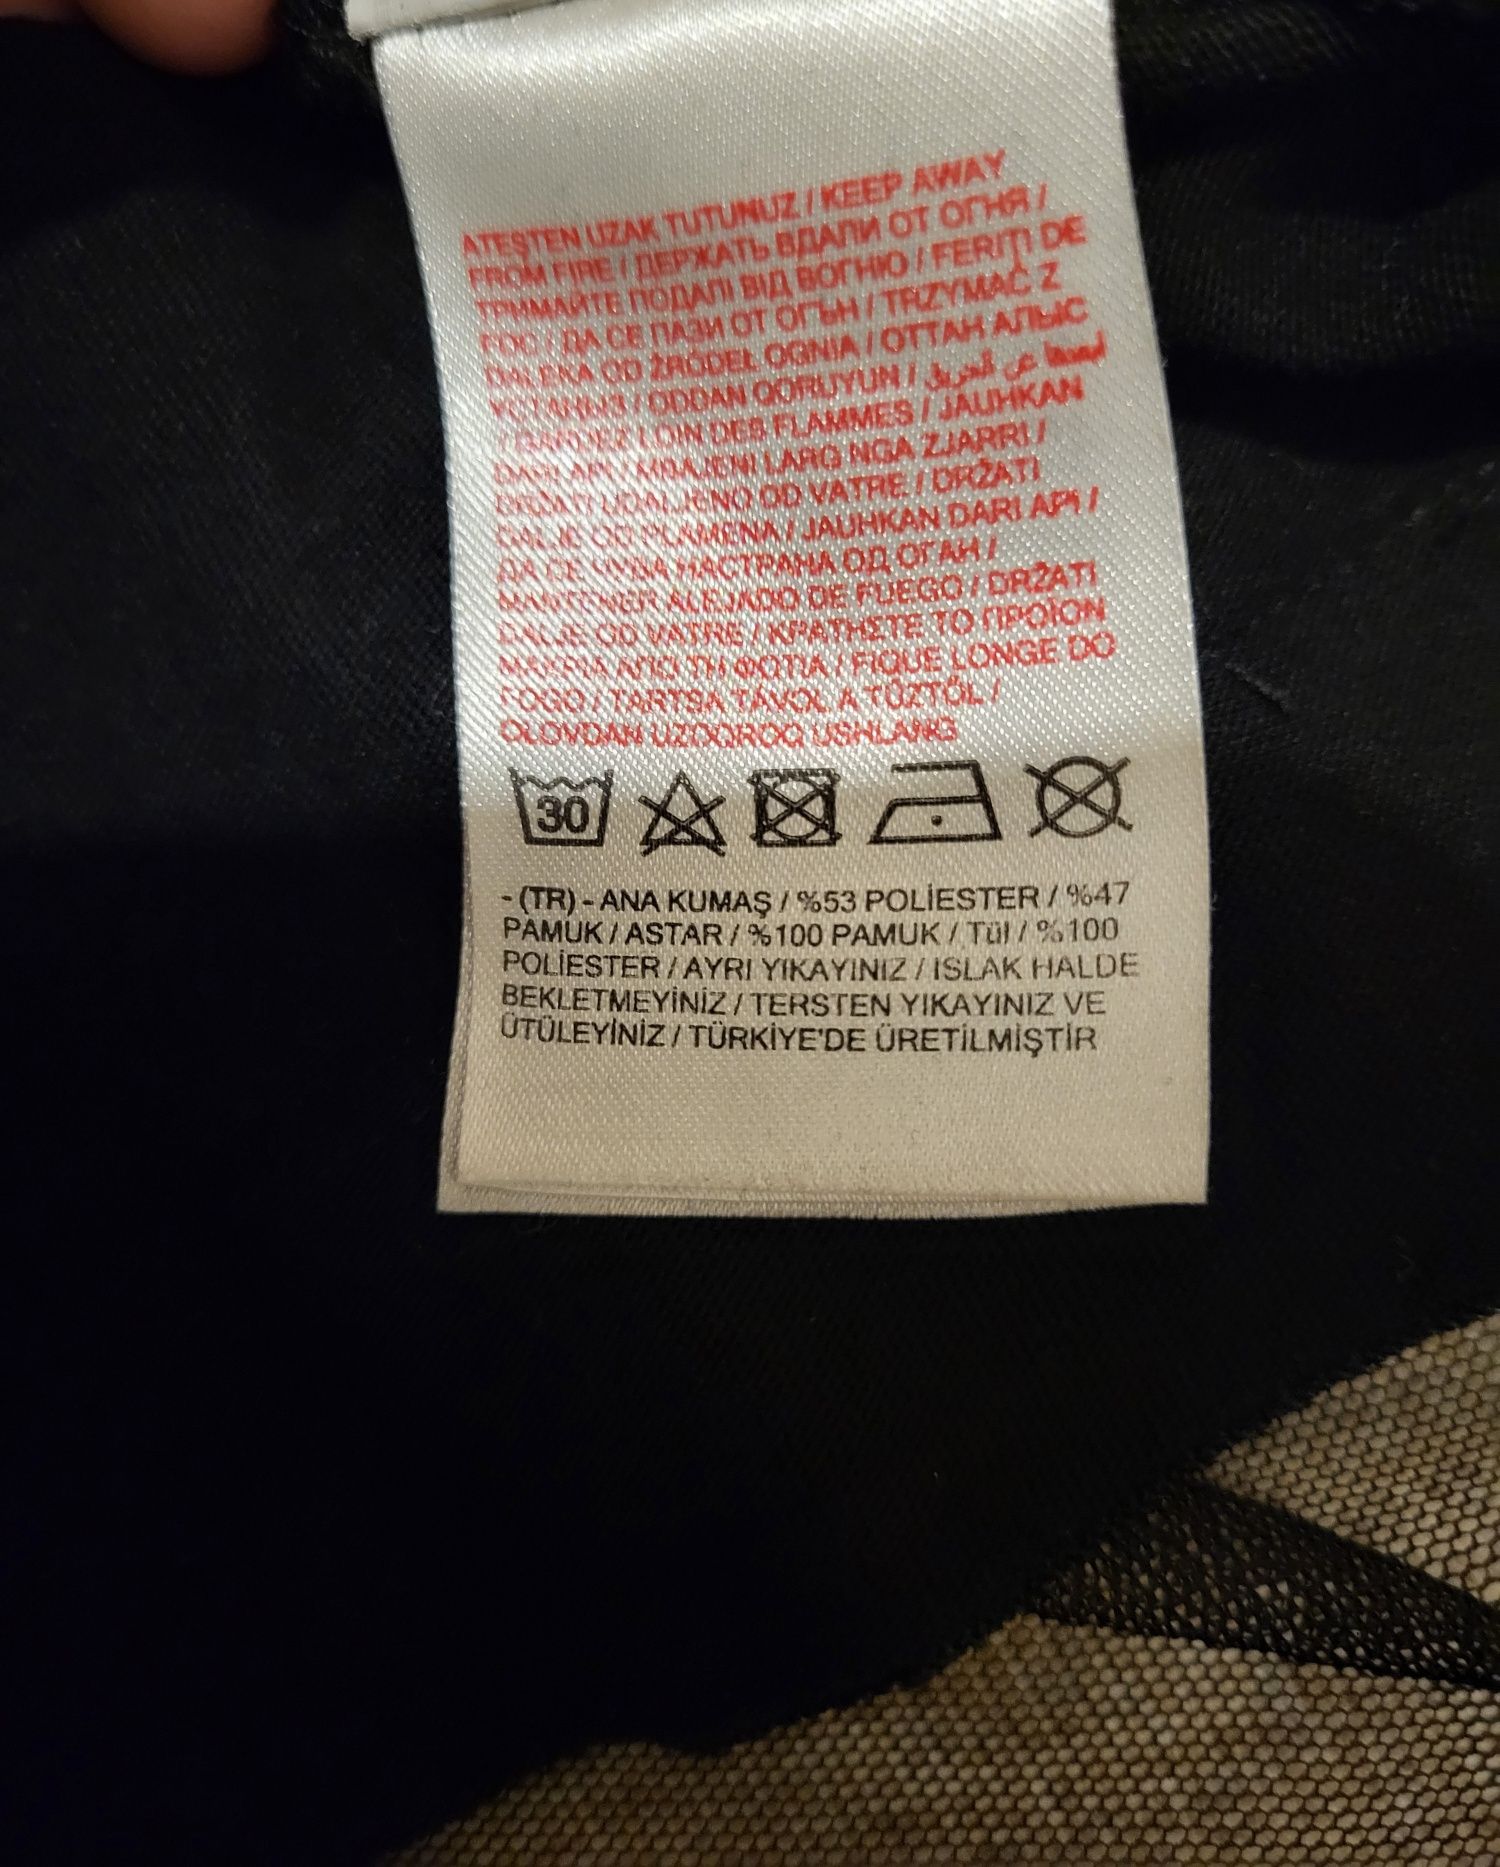 ATEŞTEN UZAK TUTUNUZ / KEEP AWAY
FROM FIRE / ДЕРЖАТЬ ВДАЛИ ОТ ОГНЯ /
ТРИМАЙТЕ ПОДАЛІ ВІД ВОГНЮ / FERIȚI DE
FOC / ДА СЕ ПАЗИ ОТ ОГЪН / TRZYMAĆ Z
DALEKA OD ŹRÓDEŁ OGNIA / ОТТАН АЛЫС
ҰСТАҢЫЗ / ODDAN QORUYUN / ابعدها عن الحريق
/ GARDEZ LOIN DES FLAMMES / JAUHKAN
DARI API / MBAJENI LARG NGA ZJARRI /
DRŽATI UDALJENO OD VATRE / DRŽATI
DALJE OD PLAMENA / JAUHKAN DARI API /
ДА СЕ ЧУВА НАСТРАНА ОД ОГАН /
MANTENER ALEJADO DE FUEGO / DRŽATI
DALJE OD VATRE / ΚΡΑΤΗΣΤΕ ΤΟ ΠΡΟΪΟΝ
ΜΑΚΡΙΑ ΑΠΟ ΤΗ ΦΩΤΙΑ / FIQUE LONGE DO
FOGO / TARTSA TÁVOL A TŰZTŐL /
OLOVDAN UZOQROQ USHLANG
30
- (TR) - ANA KUMAŞ / %53 POLİESTER / %47
PAMUK / ASTAR / %100 PAMUK / Tül / %100
POLİESTER / AYRI YIKAYINIZ / ISLAK HALDE
BEKLETMEYİNİZ / TERSTEN YIKAYINIZ VE
ÜTÜLEYİNİZ / TÜRKİYE'DE ÜRETİLMİŞTİR